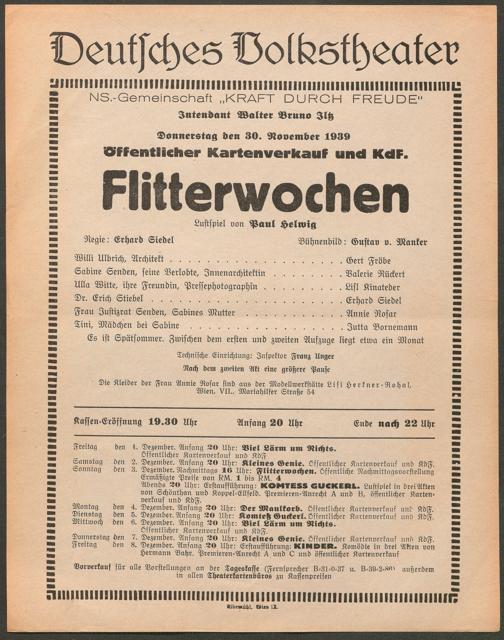 Deutsches Volkstheater
NS.-Gemeinschaft „KRAFT DURCH FREUDE"
Intendant Walter Bruno Iltz
Donnerstag den 30. November 1939
Öffentlicher Kartenverkauf und KdF.
Flitterwochen
Lustspiel von Paul Helwig
Regie: Erhard Siedel Bühnenbild: Gustav v. Manker
Willi Ulbrich, Architekt . . . . . Gert Fröbe
Sabine Senden, seine Verlobte, Innenarchitektin . . . . . Valerie Rückert
Ulla Witte, ihre Freundin, Pressephotographin . . . . . Lisl Kinateder
Dr. Erich Stiebel . . . . . Erhard Siedel
Frau Justizrat Senden, Sabines Mutter . . . . . Annie Rosar
Tini, Mädchen bei Sabine . . . . . Jutta Bornemann
Es ist Spätsommer. Zwischen dem ersten und zweiten Aufzuge liegt etwa ein Monat
Technische Einrichtung: Inspektor Franz Unger
Nach dem zweiten Akt eine größere Pause
Die Kleider der Frau Annie Rosar sind aus der Modellwerkstätte Lisl Herkner-Rohal,
Wien, VII., Mariahilfer Straße 54
Kassen-Eröffnung 19.30 Uhr Anfang 20 Uhr Ende nach 22 Uhr
Freitag den 1. Dezember. Anfang 20 Uhr: Viel Lärm um Nichts.
Öffentlicher Kartenverkauf und KdF
Samstag den 2. Dezember. Anfang 20 Uhr: Kleines Genie. Öffentlicher Kartenverkauf und KdF.
Sonntag den 3. Dezember. Nachmittags 16 Uhr: Flitterwochen. Öffentliche Nachmittagsvorstellung
Ermäßigte Preise von RM. 1 bis RM. 4
Abends 20 Uhr: Erstaufführung: KOMTESS GUCKERL. Lustspiel in drei Akten
von Schönthan und Koppel-Ellfeld. Premieren-Anrecht A und B, öffentlicher Karten-
verkauf und KdF.
Montag den 4. Dezember. Anfang 20 Uhr: Der Maulkorb. Öffentlicher Kartenverkauf und KdF.
Dienstag den 5. Dezember. Anfang 20 Uhr: Komteß Guckerl. Öffentlicher Kartenverkauf und KdF.
Mittwoch den 6. Dezember. Anfang 20 Uhr: Viel Lärm um Nichts.
Öffentlicher Kartenverkauf und KdF.
Donnerstag den 7. Dezember. Anfang 20 Uhr: Kleines Genie. Öffentlicher Kartenverkauf und KdF.
Freitag den 8. Dezember. Anfang 20 Uhr: Erstaufführung: KINDER. Komödie in drei Akten von
Hermann Bahr. Premieren-Anrecht A und C und öffentlicher Kartenverkauf
Vorverkauf für alle Vorstellungen an der Tageskasse (Fernsprecher B-31-0-37 u. außerdem
in allen Theaterkartenbüros zu Kassenpreisen
Elbemühl, Wien IX.